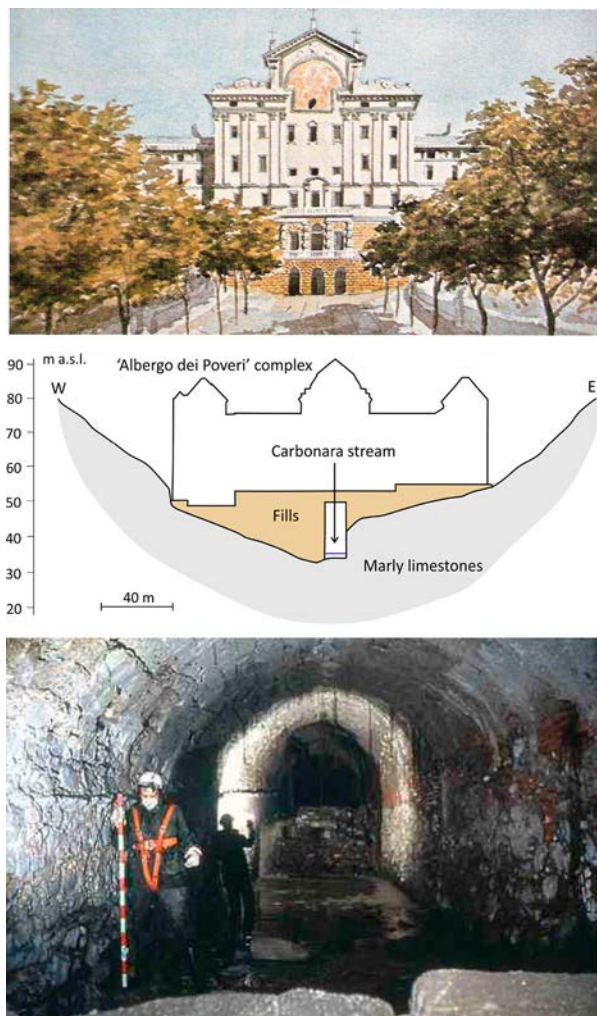 90
m a.s.l.
'Albergo dei Poveri' complex
W
E
80
70
Carbonara stream
60
50
Fills
40
Marly limestones
30
40 m
20